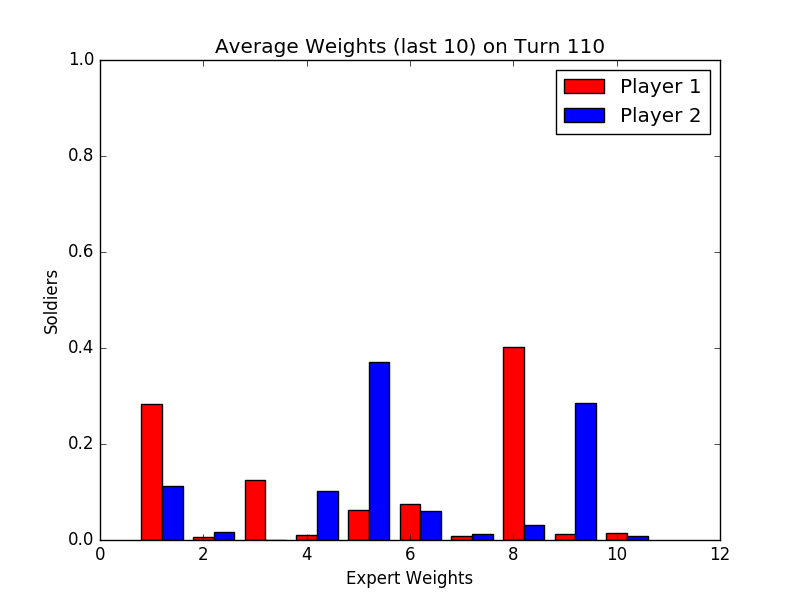 Average Weights (last 10) on Turn 110
Player 1
Player 2
1.0
0.8
0.6
0.4
0.2
0.0
Soldiers
0 2 4 6 8 10 12
Expert Weights